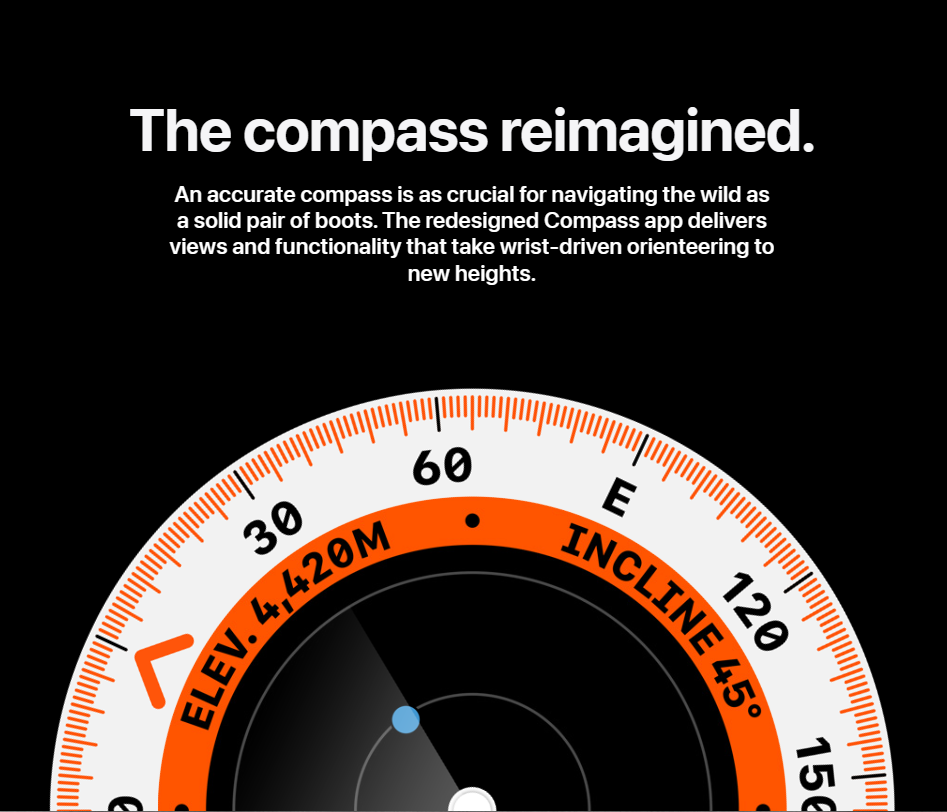 The compass reimagined.
An accurate compass is as crucial for navigating the wild as
a solid pair of boots. The redesigned Compass app delivers
views and functionality that take wrist-driven orienteering to
new heights.
30
60
E
120
ELEV. 4,420M
INCLINE 45°